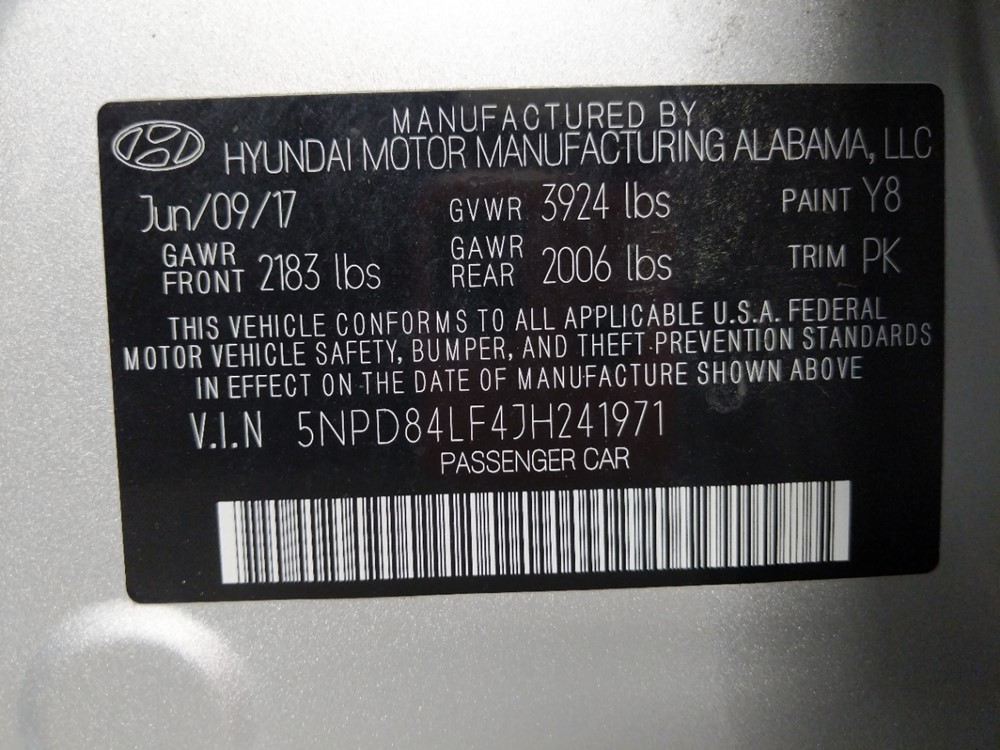 MANUFACTURED BY
HYUNDAI MOTOR MANUFACTURING ALABAMA, LLC
Jun/09/17 GVWR 3924 lbs PAINT Y8
GAWR FRONT 2183 lbs GAWR REAR 2006 lbs TRIM PK
THIS VEHICLE CONFORMS TO ALL APPLICABLE U.S.A. FEDERAL
MOTOR VEHICLE SAFETY, BUMPER, AND THEFT PREVENTION STANDARDS
IN EFFECT ON THE DATE OF MANUFACTURE SHOWN ABOVE
V.I.N 5NPD84LF4JH241971
PASSENGER CAR